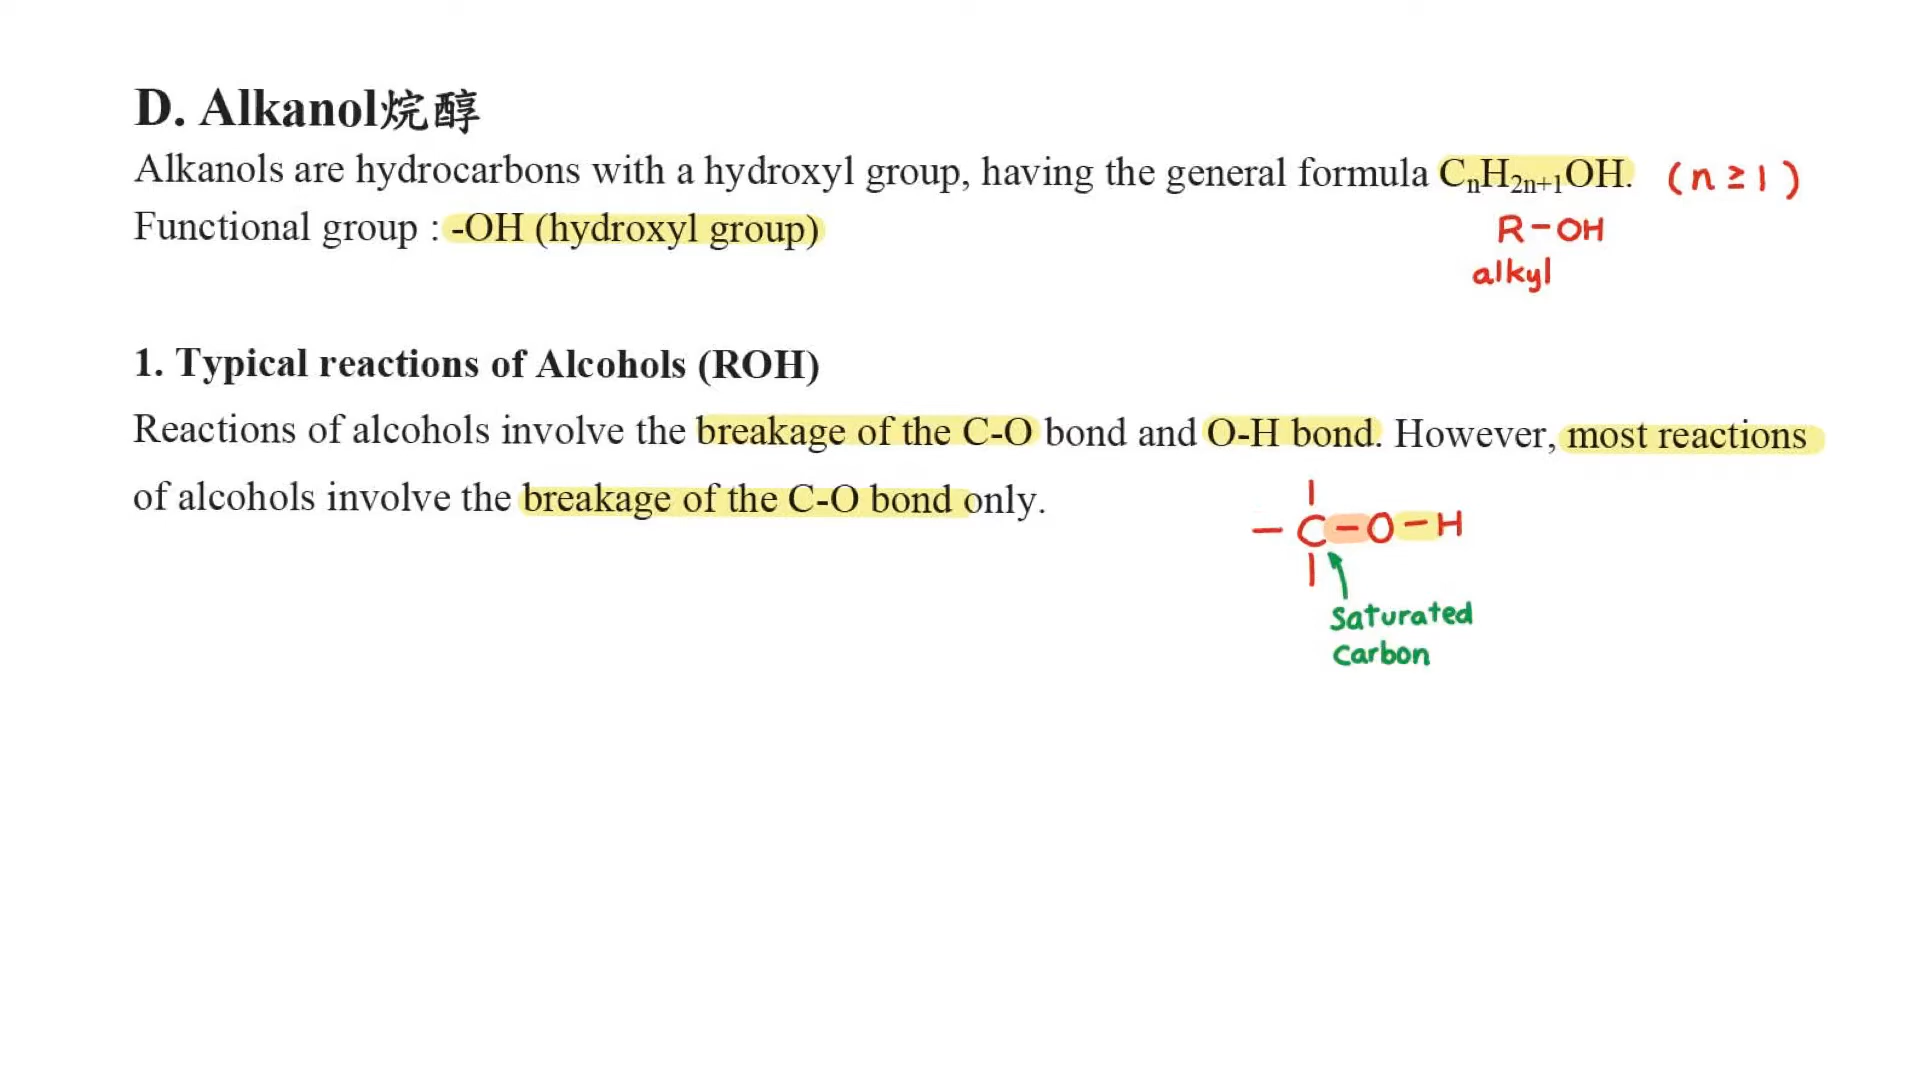 D. Alkanol烷醇
Alkanols are hydrocarbons with a hydroxyl group, having the general formula CnH2n+1OH. (n ≥ 1)
Functional group : -OH (hydroxyl group)
R-OH
alkyl
1. Typical reactions of Alcohols (ROH)
Reactions of alcohols involve the breakage of the C-O bond and O-H bond. However, most reactions
of alcohols involve the breakage of the C-O bond only.
- C - O - H
Saturated
carbon